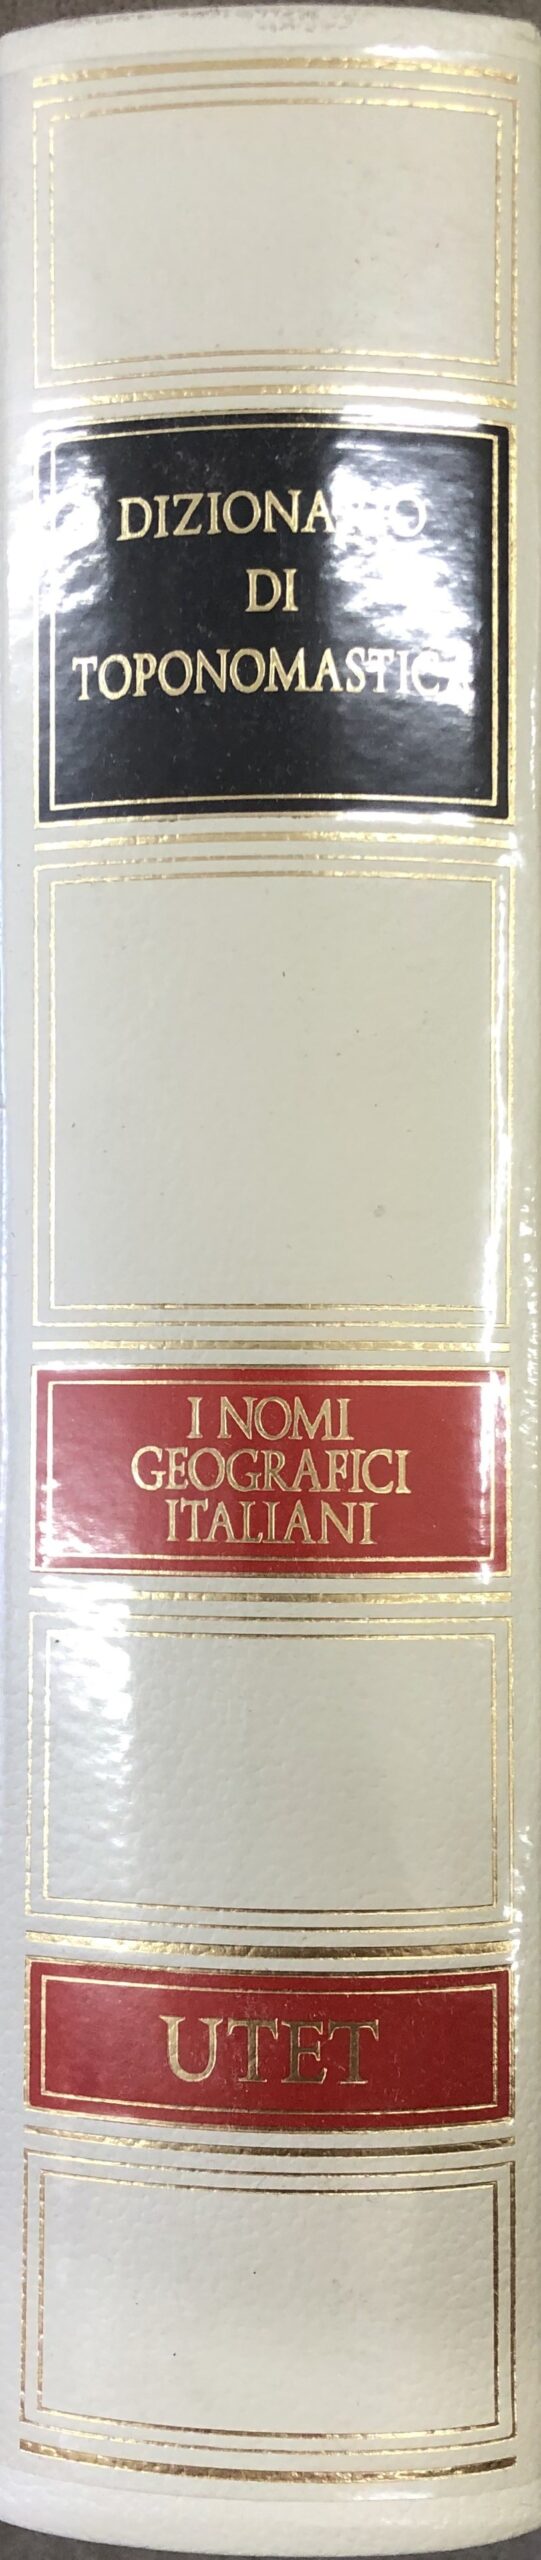 DIZIONARIO
DI
TOPONOMASTICA
I NOMI
GEOGRAFICI
ITALIANI
UTET